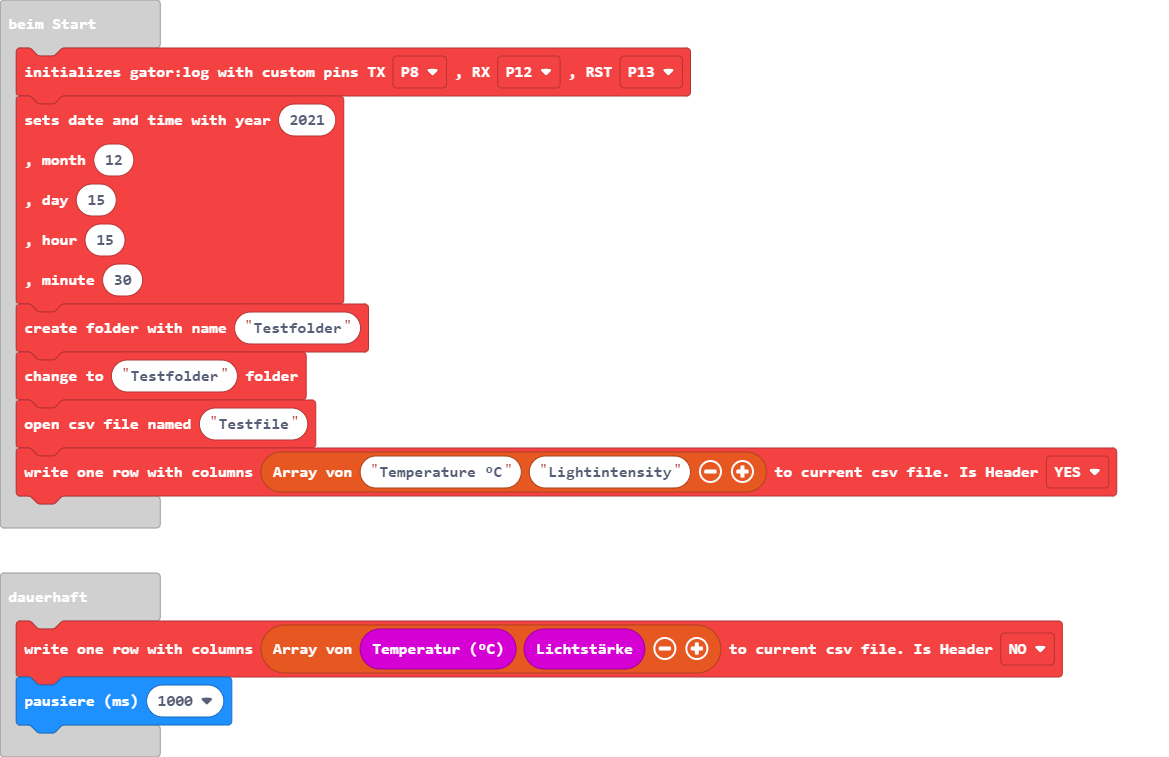 beim Start
initializes gator:log with custom pins TX P8 , RX P12 , RST P13
sets date and time with year 2021
, month 12
, day 15
, hour 15
, minute 30
create folder with name "Testfolder"
change to "Testfolder" folder
open csv file named "Testfile"
write one row with columns Array von "Temperature ºC" "Lightintensity" to current csv file. Is Header YES
dauerhaft
write one row with columns Array von Temperatur (ºC) Lichtstärke to current csv file. Is Header NO
pausiere (ms) 1000